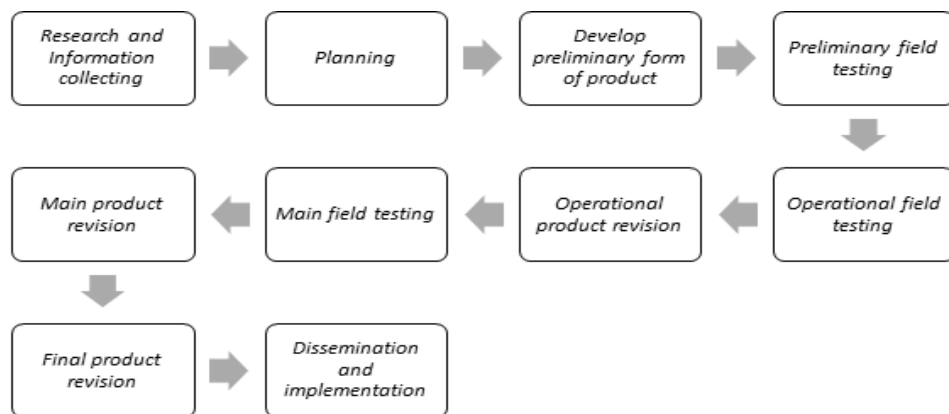 Research and
Information
collecting
Planning
Develop
preliminary form
of product
Preliminary field
testing
Operational field
testing
Operational
product revision
Main field testing
Main product
revision
Final product
revision
Dissemination
and
implementation